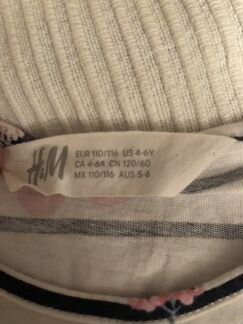 H&M
EUR 110/116 US 4-6Y
CA 4-6A CN 120/60
MX 110/116 AUS 5-6